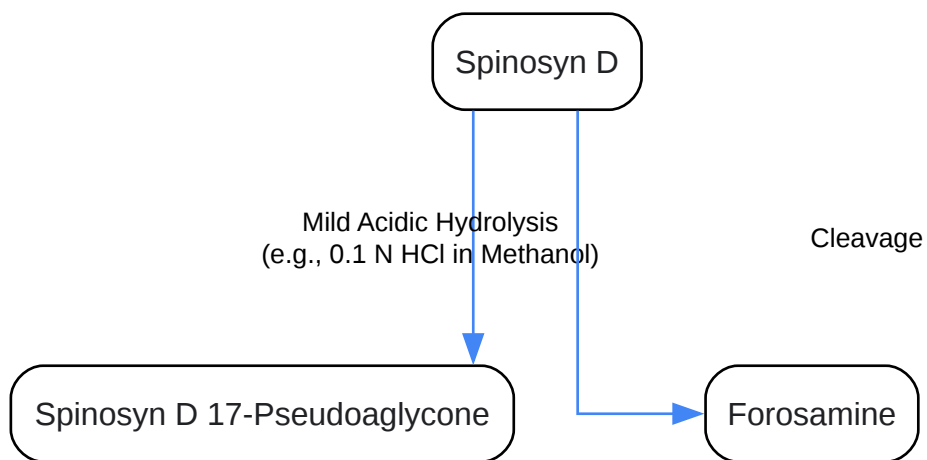 Spinosyn D
Mild Acidic Hydrolysis
(e.g., 0.1 N HCl in Methanol)
Cleavage
Spinosyn D 17-Pseudoaglycone
Forosamine